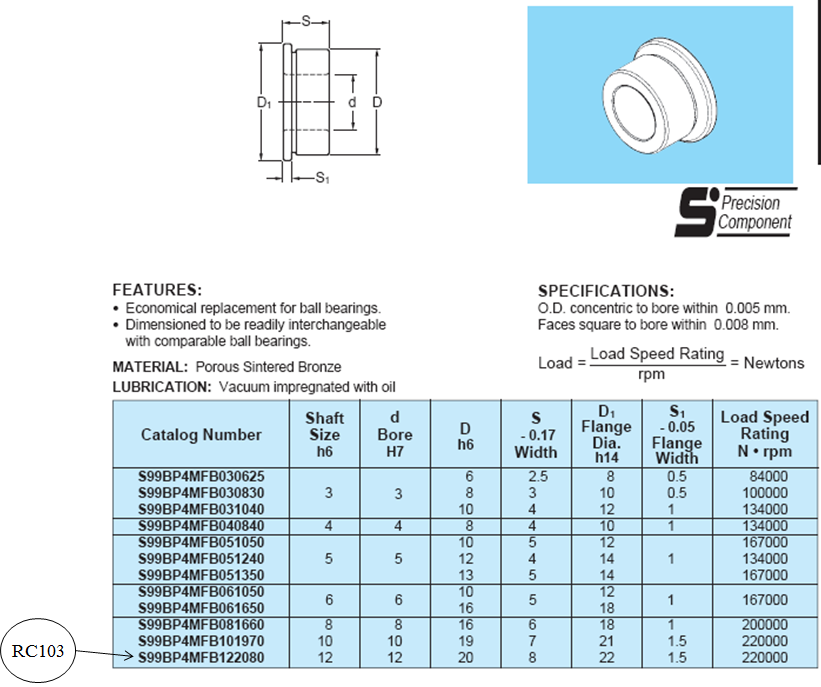 S
D₁
d
D
S₁
Precision
Component
FEATURES:
• Economical replacement for ball bearings.
• Dimensioned to be readily interchangeable
with comparable ball bearings.
MATERIAL: Porous Sintered Bronze
LUBRICATION: Vacuum impregnated with oil
SPECIFICATIONS:
O.D. concentric to bore within 0.005 mm.
Faces square to bore within 0.008 mm.
Load = Load Speed Rating / rpm = Newtons
Catalog Number | Shaft Size h6 | d Bore H7 | D h6 | S - 0.17 Width | D₁ Flange Dia. h14 | S₁ - 0.05 Flange Width | Load Speed Rating N • rpm
S99BP4MFB030625 6 2.5 8 0.5 84000
S99BP4MFB030830 3 3 8 3 10 0.5 100000
S99BP4MFB031040 10 4 12 1 134000
S99BP4MFB040840 4 4 8 4 10 1 134000
S99BP4MFB051050 10 5 12 167000
S99BP4MFB051240 5 5 12 4 14 1 134000
S99BP4MFB051350 13 5 14 167000
S99BP4MFB061050 6 6 10 5 12 1 167000
S99BP4MFB061650 16 18
S99BP4MFB081660 8 8 16 6 18 1 200000
S99BP4MFB101970 10 10 19 7 21 1.5 220000
RC103 S99BP4MFB122080 12 12 20 8 22 1.5 220000